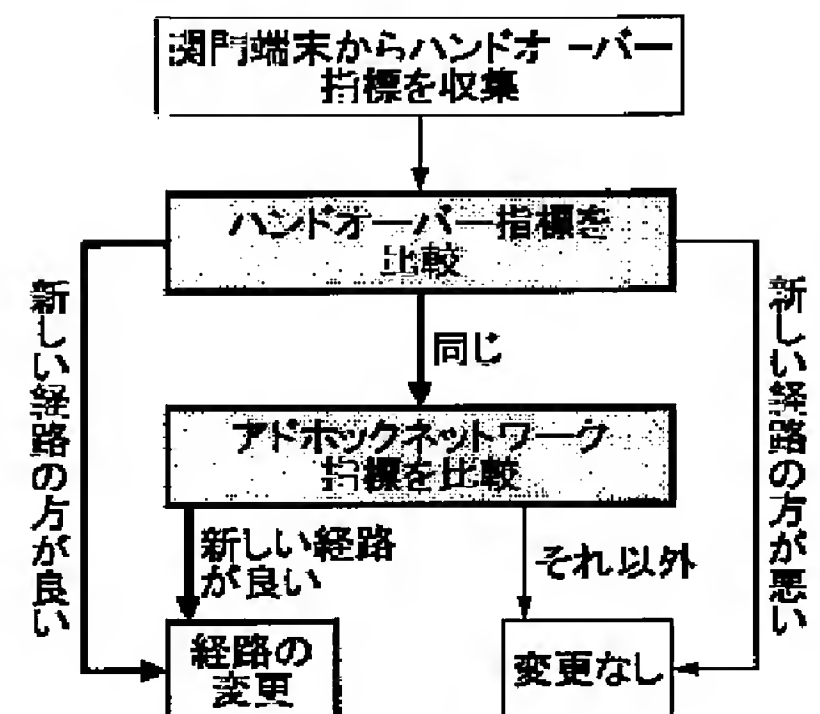 関門端末からハンドオーバー
指標を収集
ハンドオーバー指標を
比較
同じ
新しい経路の方が良い
新しい経路の方が悪い
アドホックネットワーク
指標を比較
新しい経路
が良い
それ以外
経路の
変更
変更なし